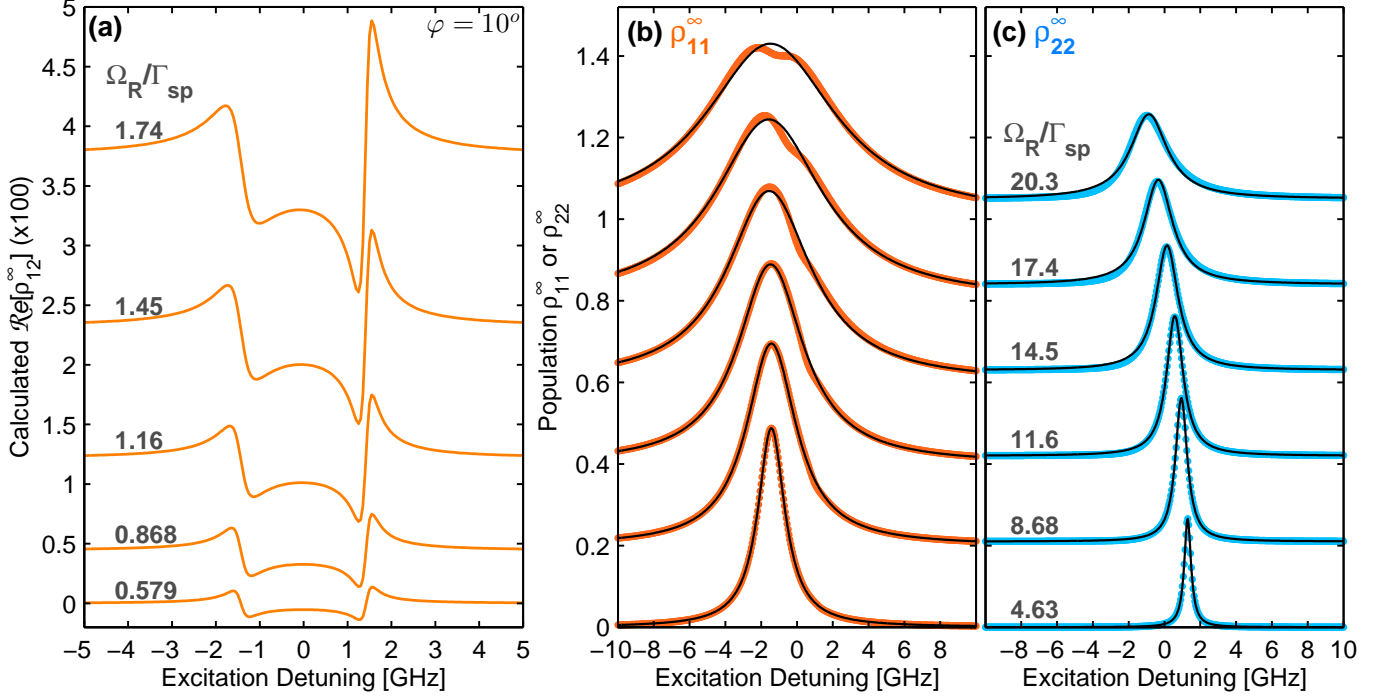 (a)
φ = 10°
Ω_R/Γ_sp
1.74
1.45
1.16
0.868
0.579
5
4.5
4
3.5
3
2.5
2
1.5
1
0.5
0
Calculated ℛe[ρ₁₂^∞] (x100)
−5 −4 −3 −2 −1 0 1 2 3 4 5
Excitation Detuning [GHz]
(b) ρ₁₁^∞
1.4
1.2
1
0.8
0.6
0.4
0.2
0
Population ρ₁₁^∞ or ρ₂₂^∞
−10 −8 −6 −4 −2 0 2 4 6 8
Excitation Detuning [GHz]
(c) ρ₂₂^∞
Ω_R/Γ_sp
20.3
17.4
14.5
11.6
8.68
4.63
−8 −6 −4 −2 0 2 4 6 8 10
Excitation Detuning [GHz]